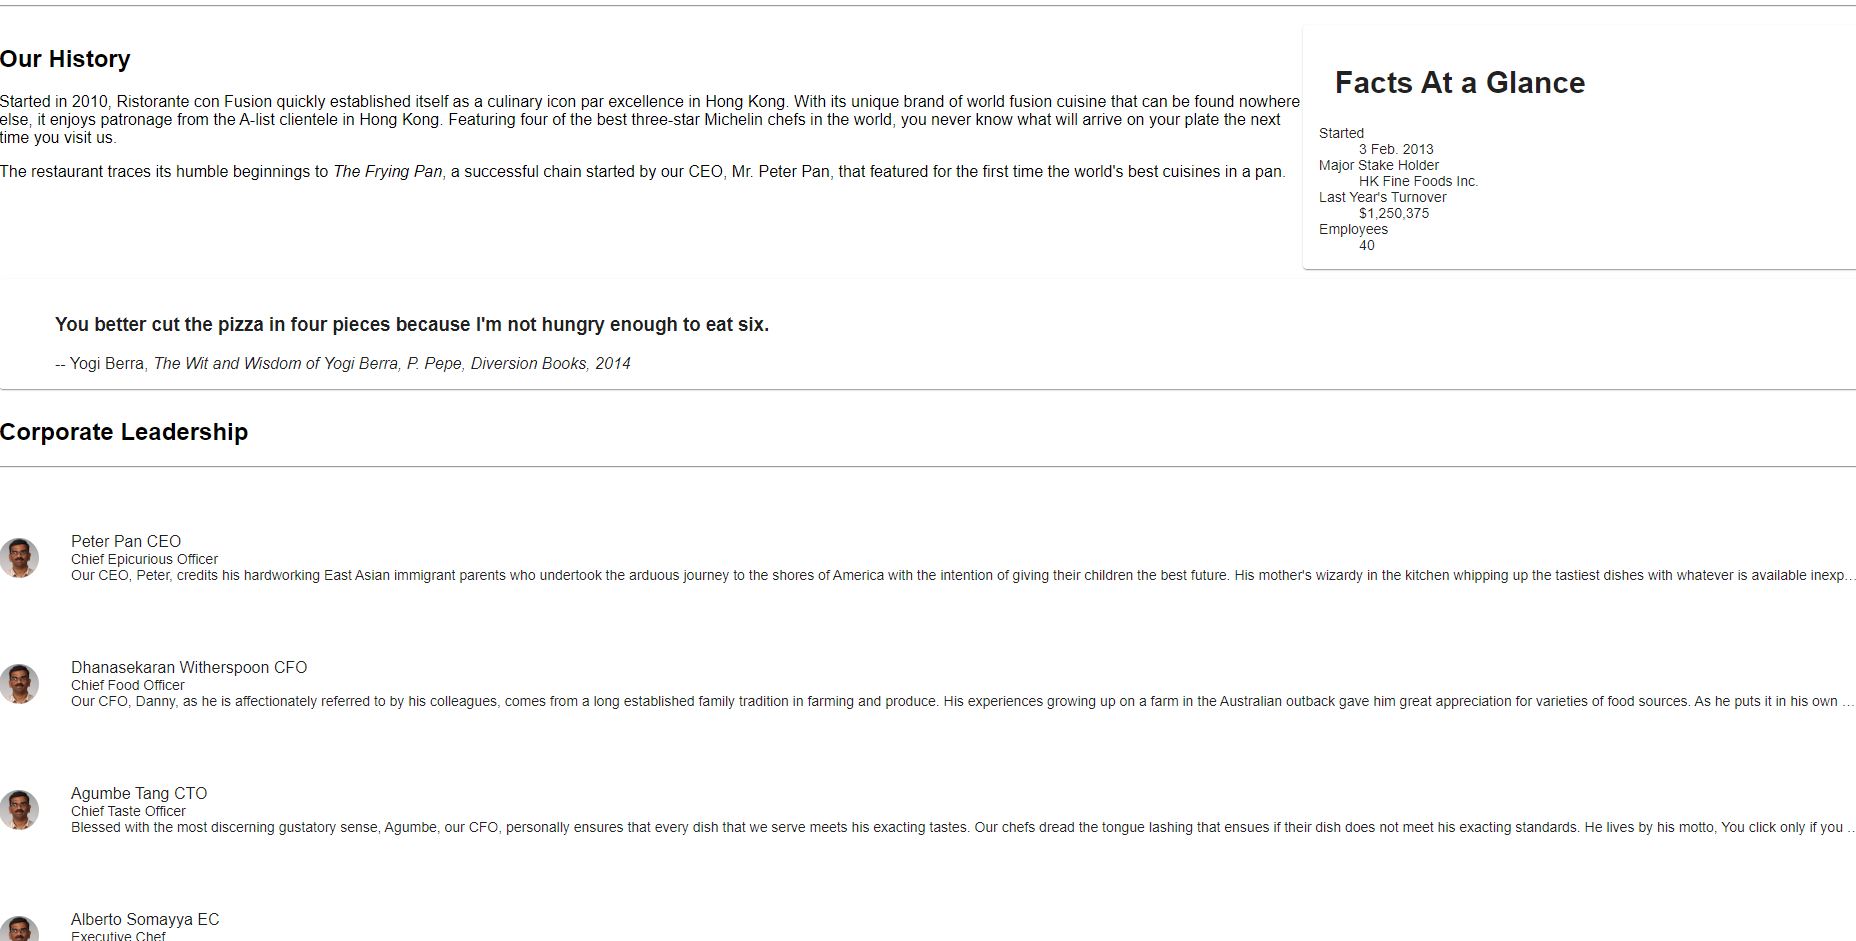 Our History
Started in 2010, Ristorante con Fusion quickly established itself as a culinary icon par excellence in Hong Kong. With its unique brand of world fusion cuisine that can be found nowhere
else, it enjoys patronage from the A-list clientele in Hong Kong. Featuring four of the best three-star Michelin chefs in the world, you never know what will arrive on your plate the next
time you visit us.
The restaurant traces its humble beginnings to The Frying Pan, a successful chain started by our CEO, Mr. Peter Pan, that featured for the first time the world's best cuisines in a pan.
Facts At a Glance
Started
3 Feb. 2013
Major Stake Holder
HK Fine Foods Inc.
Last Year's Turnover
$1,250,375
Employees
40
You better cut the pizza in four pieces because I'm not hungry enough to eat six.
-- Yogi Berra, The Wit and Wisdom of Yogi Berra, P. Pepe, Diversion Books, 2014
Corporate Leadership
Peter Pan CEO
Chief Epicurious Officer
Our CEO, Peter, credits his hardworking East Asian immigrant parents who undertook the arduous journey to the shores of America with the intention of giving their children the best future. His mother's wizardy in the kitchen whipping up the tastiest dishes with whatever is available inexp...
Dhanasekaran Witherspoon CFO
Chief Food Officer
Our CFO, Danny, as he is affectionately referred to by his colleagues, comes from a long established family tradition in farming and produce. His experiences growing up on a farm in the Australian outback gave him great appreciation for varieties of food sources. As he puts it in his own ...
Agumbe Tang CTO
Chief Taste Officer
Blessed with the most discerning gustatory sense, Agumbe, our CFO, personally ensures that every dish that we serve meets his exacting tastes. Our chefs dread the tongue lashing that ensues if their dish does not meet his exacting standards. He lives by his motto, You click only if you ...
Alberto Somayya EC
Executive Chef